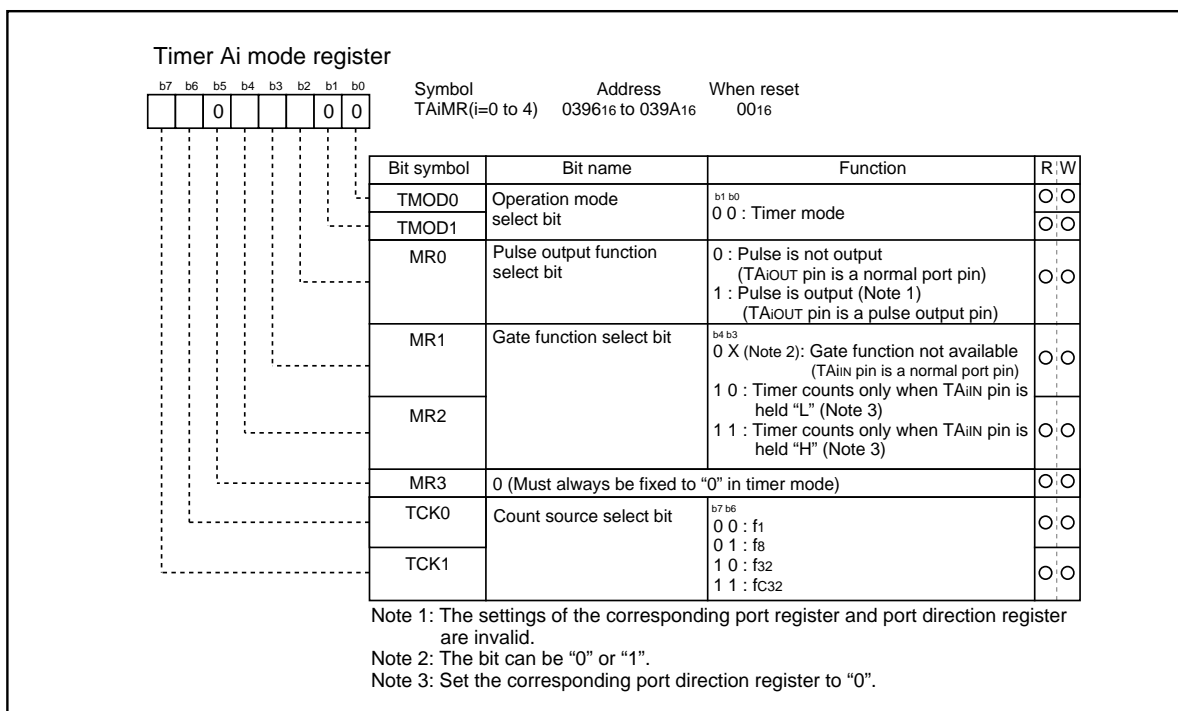 Timer Ai mode register
b7 b6 b5 b4 b3 b2 b1 b0
0 0 0
Symbol Address When reset
TAiMR(i=0 to 4) 039616 to 039A16 0016
Bit symbol Bit name Function R W
TMOD0 Operation mode select bit b1 b0
0 0 : Timer mode
TMOD1
MR0 Pulse output function select bit 0 : Pulse is not output
(TAiOUT pin is a normal port pin)
1 : Pulse is output (Note 1)
(TAiOUT pin is a pulse output pin)
MR1 Gate function select bit b4 b3
0 X (Note 2): Gate function not available
(TAiIN pin is a normal port pin)
1 0 : Timer counts only when TAiIN pin is
held “L” (Note 3)
MR2
1 1 : Timer counts only when TAiIN pin is
held “H” (Note 3)
MR3 0 (Must always be fixed to “0” in timer mode)
TCK0 Count source select bit b7 b6
0 0 : f1
0 1 : f8
TCK1
1 0 : f32
1 1 : fC32
Note 1: The settings of the corresponding port register and port direction register
are invalid.
Note 2: The bit can be “0” or “1”.
Note 3: Set the corresponding port direction register to “0”.